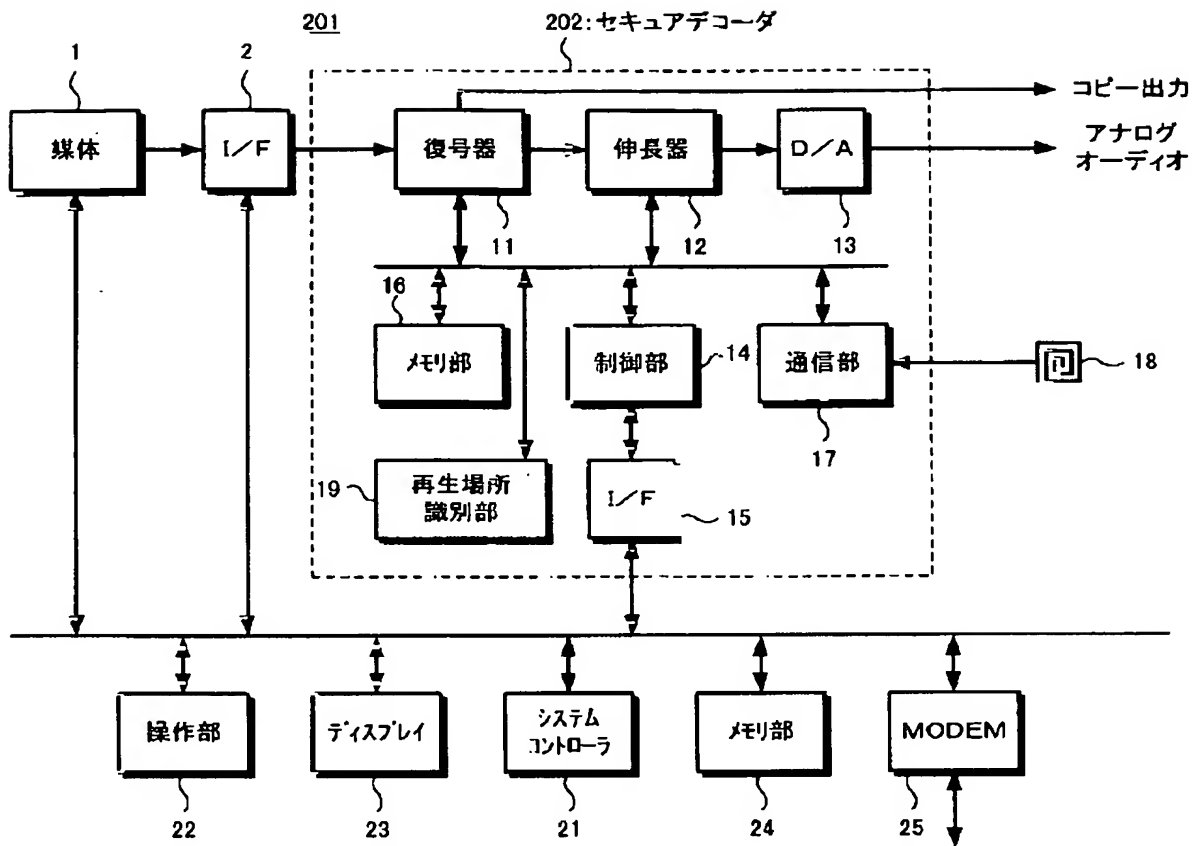 201
202:セキュアデコーダ
1
2
コピー出力
媒体
I/F
復号器
伸長器
D/A
アナログ
オーディオ
11
12
13
16
メモリ部
制御部
14
通信部
18
17
19
再生場所
識別部
I/F
15
操作部
ディスプレイ
システム
コントローラ
メモリ部
MODEM
22
23
21
24
25